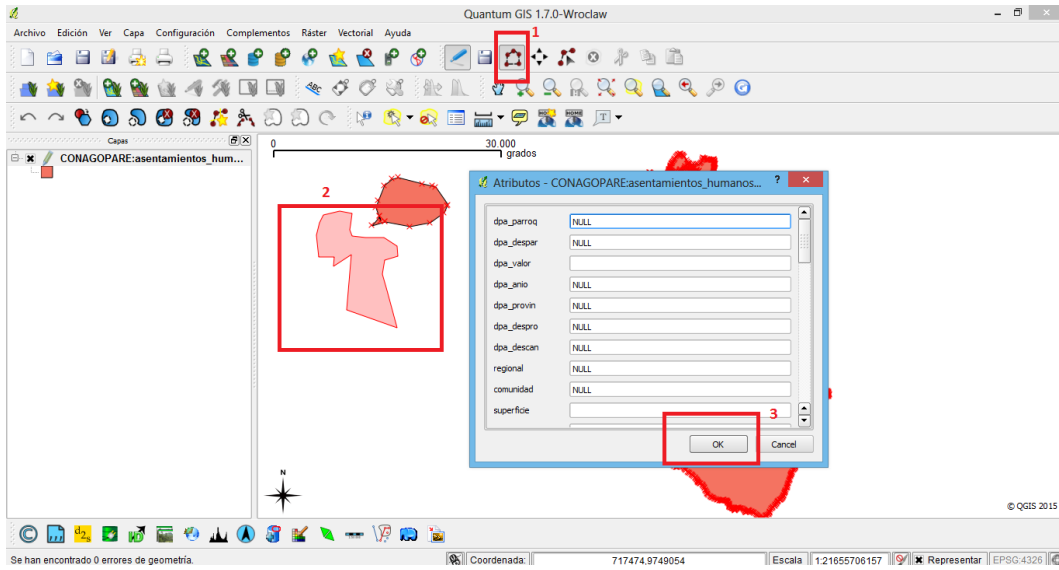 Quantum GIS 1.7.0-Wroclaw
Archivo Edición Ver Capa Configuración Complementos Ráster Vectorial Ayuda
1
ABC
T
Capas
CONAGOPARE:asentamientos_hum...
0 30.000
grados
2
Atributos - CONAGOPARE:asentamientos_humanos... ?
dpa_parroq NULL
dpa_despar NULL
dpa_valor
dpa_anio NULL
dpa_provin NULL
dpa_despro NULL
dpa_descan NULL
regional NULL
comunidad NULL
superficie
3
OK Cancel
N
© QGIS 2015
Se han encontrado 0 errores de geometría.
Coordenada: 717474,9749054 Escala 1:21655706157 Representar EPSG:4326